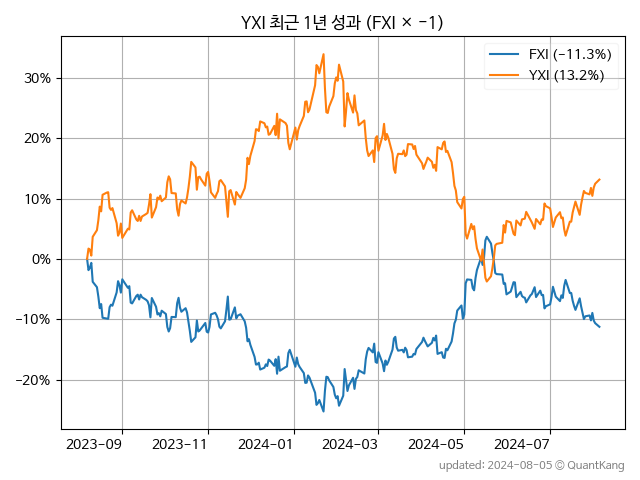 YXI 최근 1년 성과 (FXI × -1)
FXI (-11.3%)
YXI (13.2%)
30%
20%
10%
0%
-10%
-20%
2023-09 2023-11 2024-01 2024-03 2024-05 2024-07
updated: 2024-08-05 © QuantKang